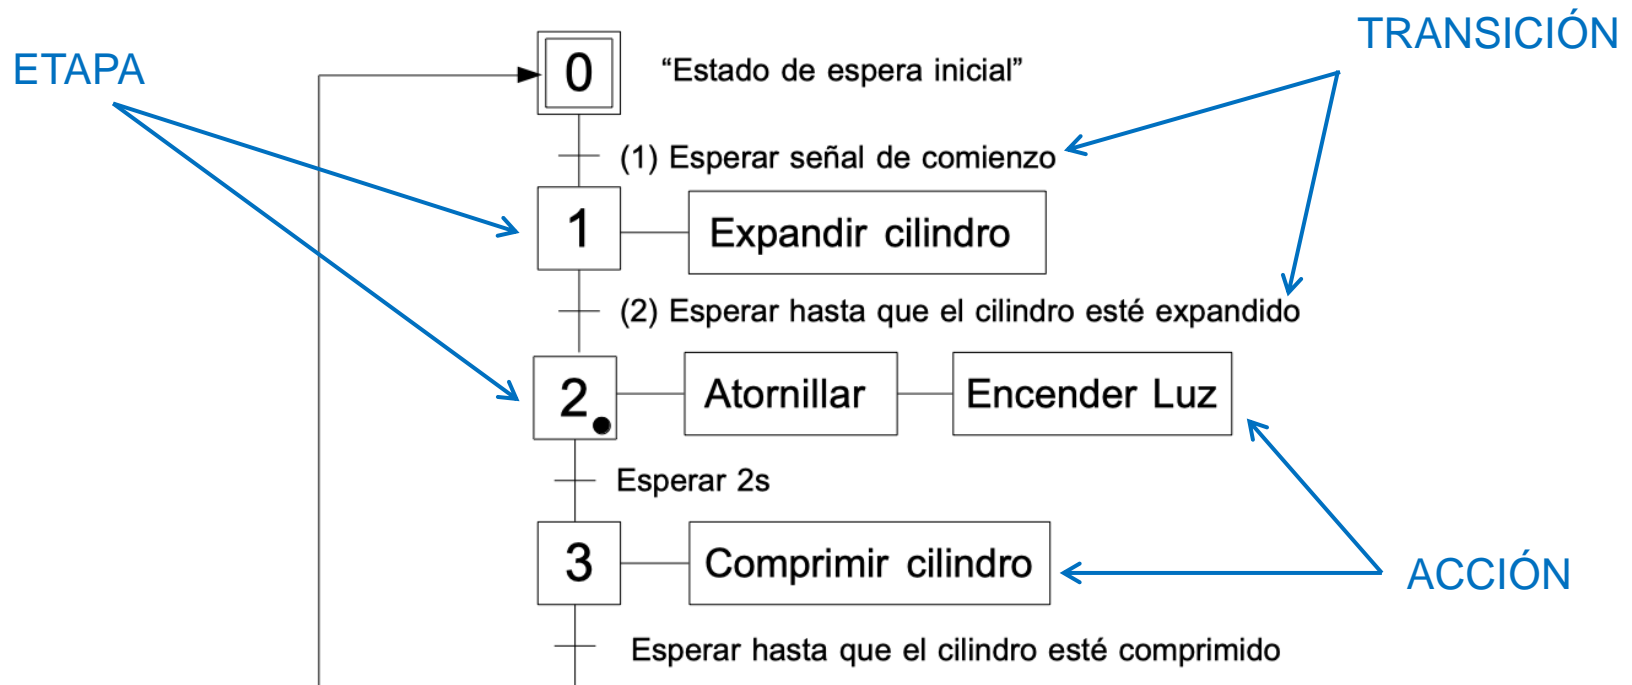 TRANSICIÓN
ETAPA
0
“Estado de espera inicial”
(1) Esperar señal de comienzo
1
Expandir cilindro
(2) Esperar hasta que el cilindro esté expandido
2
Atornillar
Encender Luz
Esperar 2s
3
Comprimir cilindro
ACCIÓN
Esperar hasta que el cilindro esté comprimido